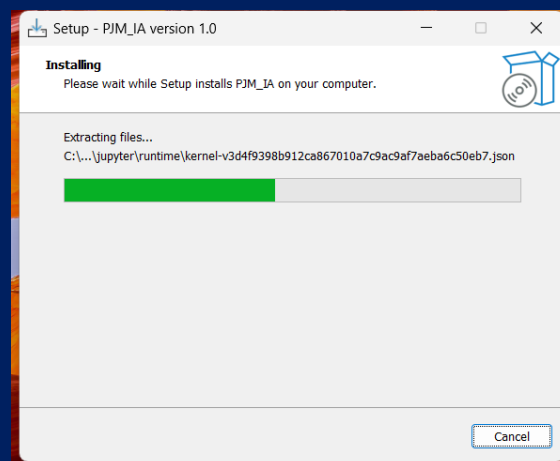 Setup - PJM_IA version 1.0
Installing
Please wait while Setup installs PJM_IA on your computer.
Extracting files...
C:\...\jupyter\runtime\kernel-v3d4f9398b912ca867010a7c9ac9af7aeba6c50eb7.json
Cancel